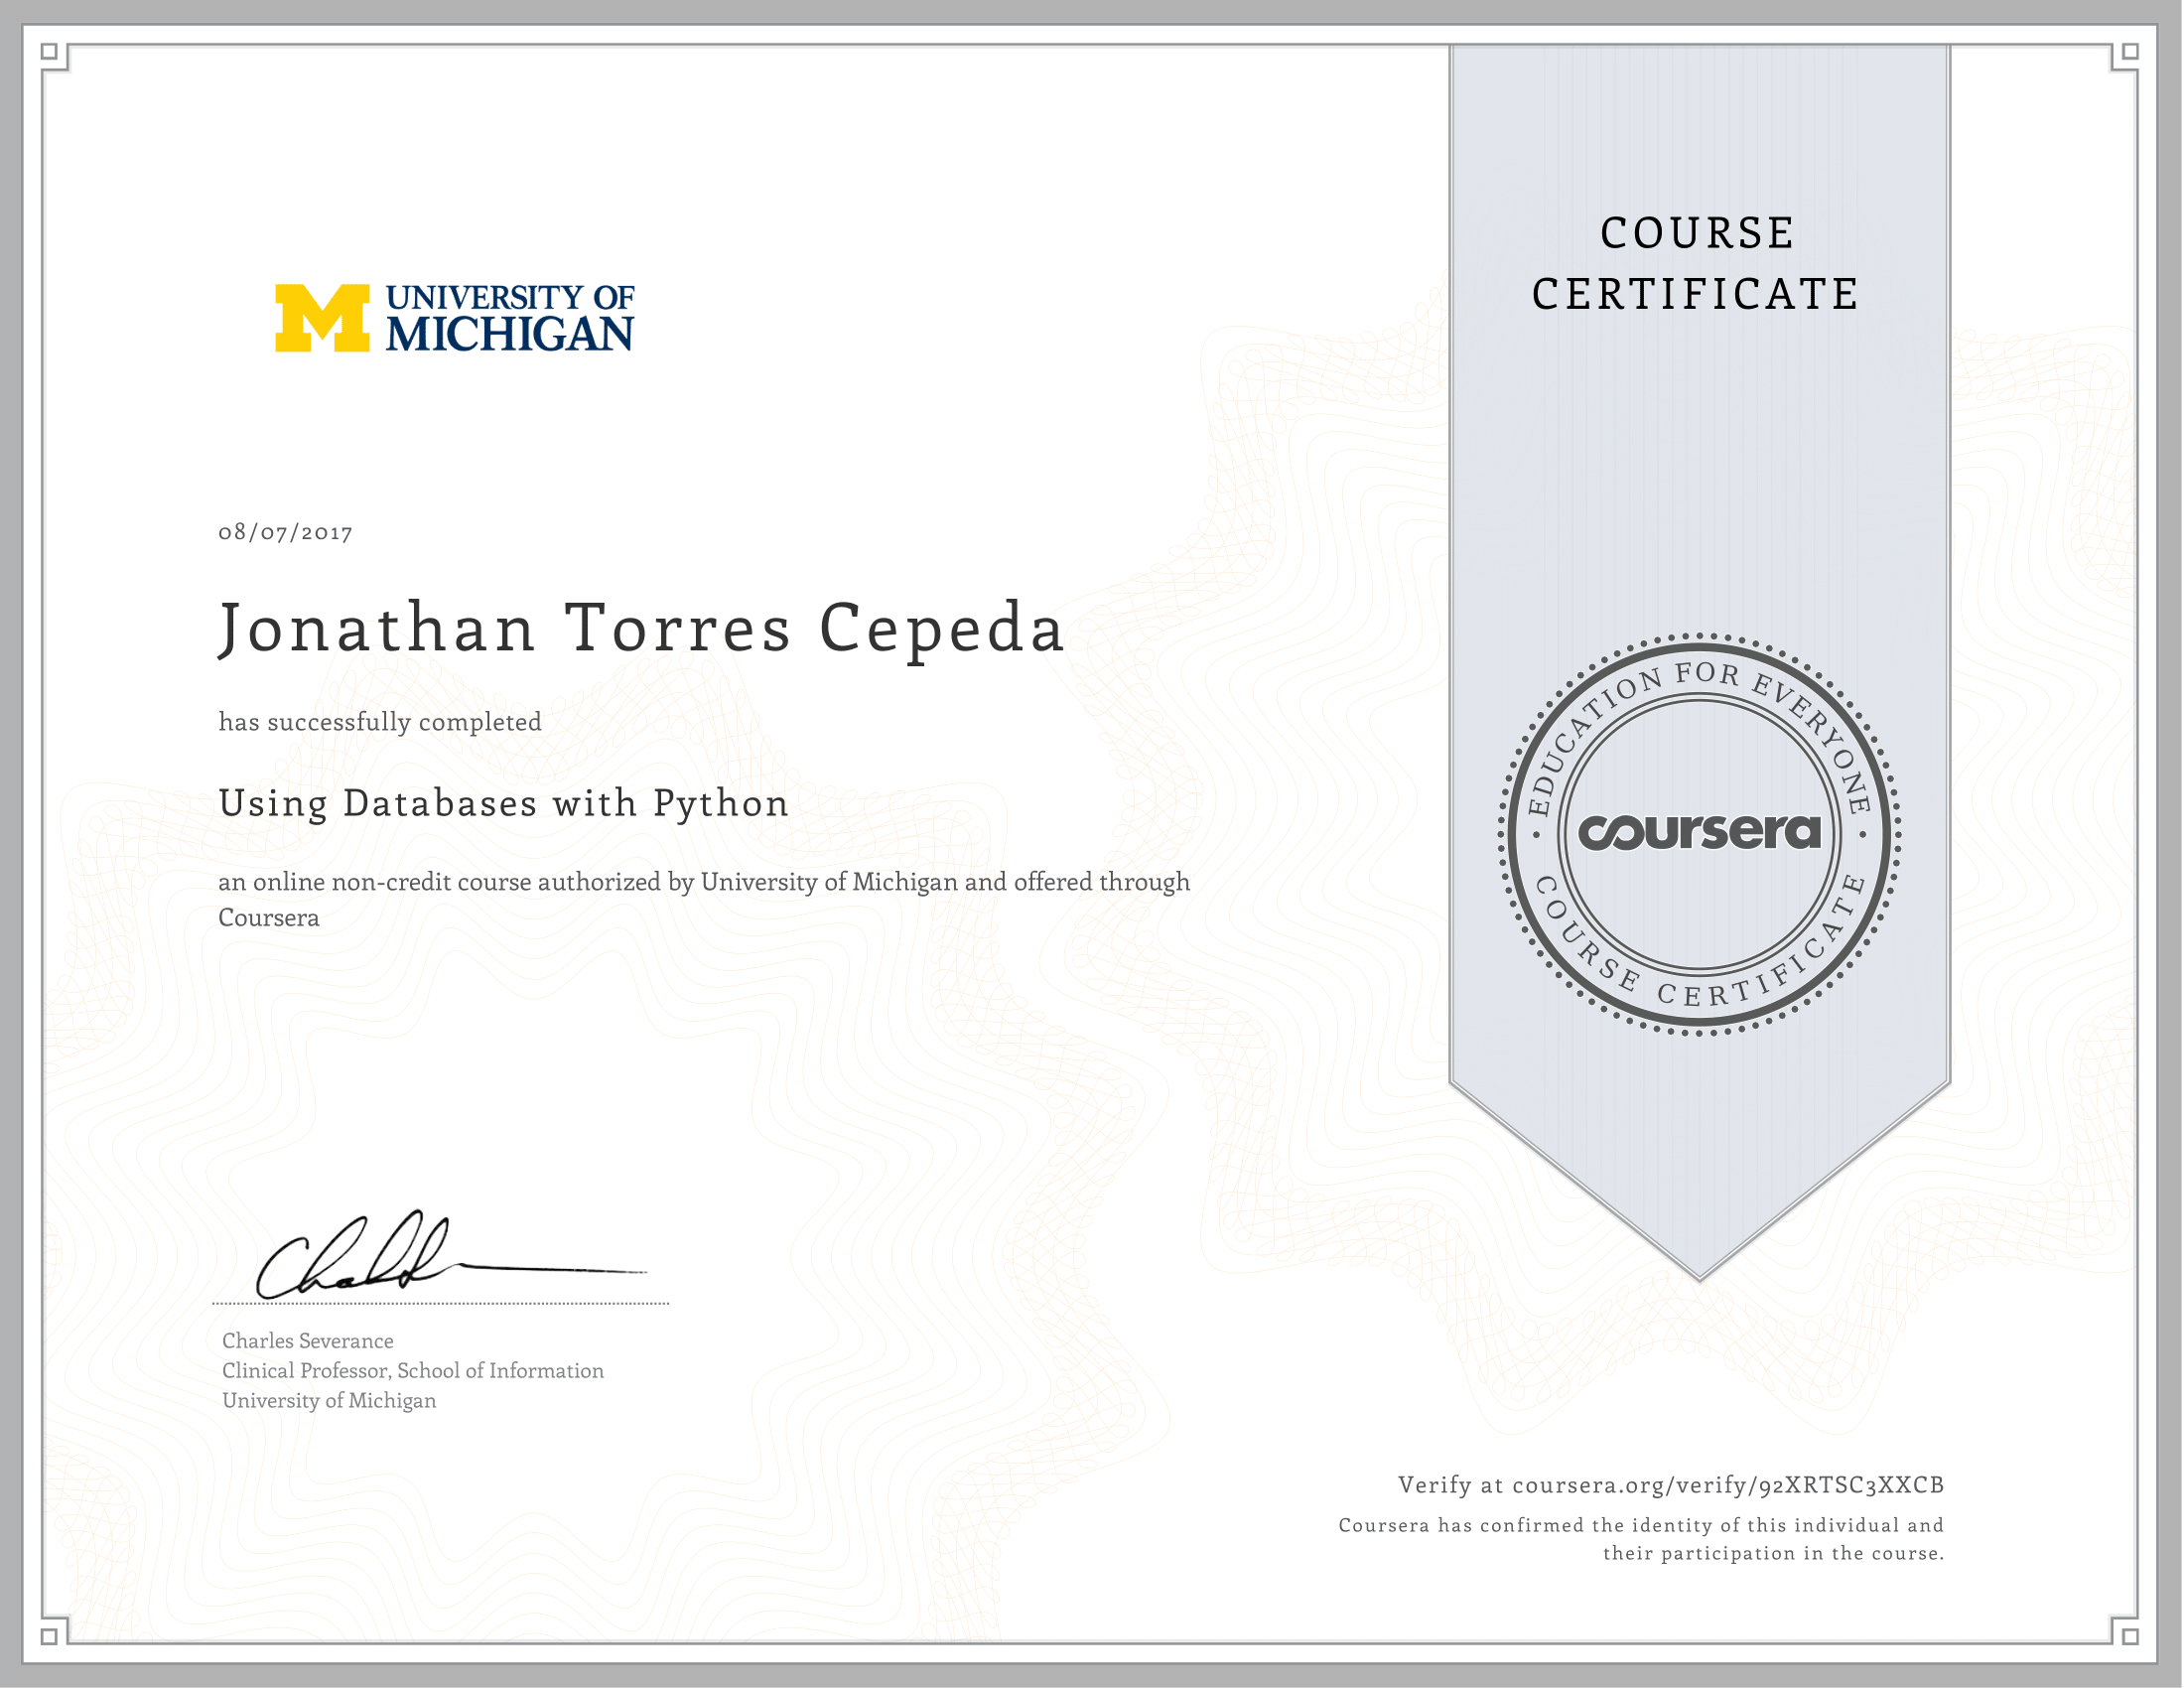 COURSE
CERTIFICATE
UNIVERSITY OF
MICHIGAN
08/07/2017
Jonathan Torres Cepeda
has successfully completed
Using Databases with Python
an online non-credit course authorized by University of Michigan and offered through
Coursera
EDUCATION FOR EVERYONE
coursera
COURSE CERTIFICATE
Charles Severance
Clinical Professor, School of Information
University of Michigan
Verify at coursera.org/verify/92XRTSC3XXCB
Coursera has confirmed the identity of this individual and
their participation in the course.